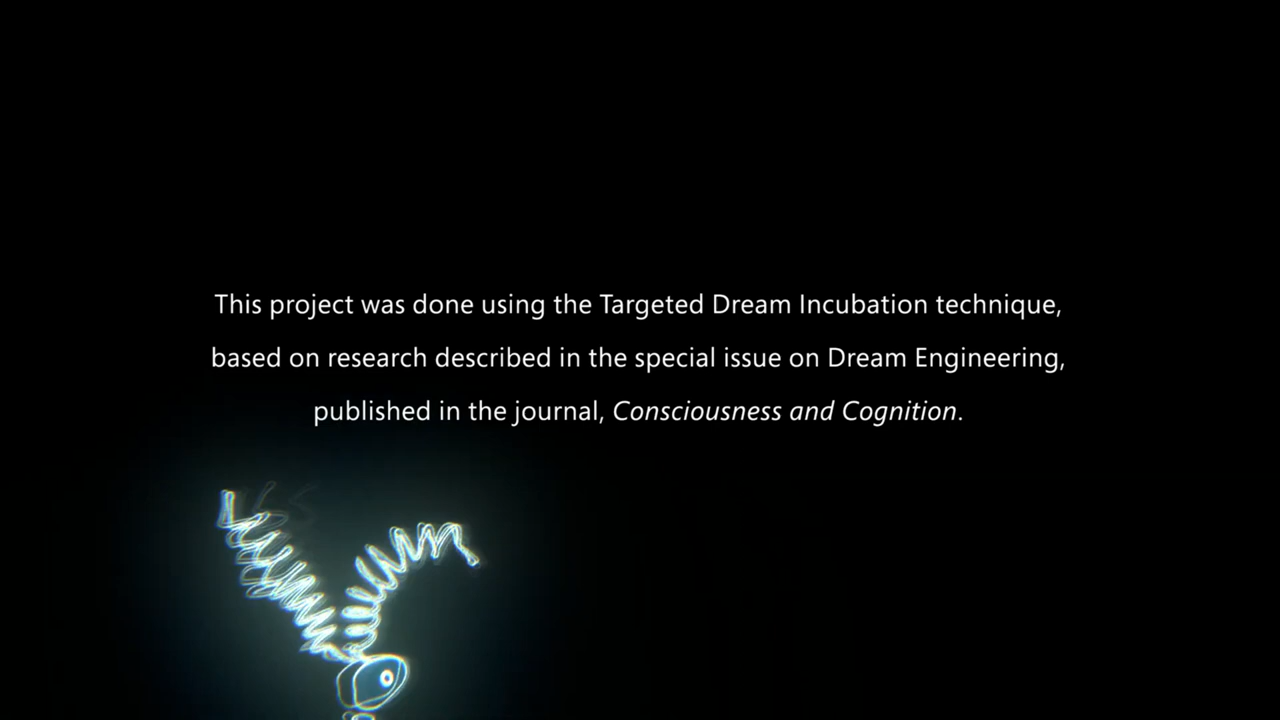 This project was done using the Targeted Dream Incubation technique,
based on research described in the special issue on Dream Engineering,
published in the journal, Consciousness and Cognition.